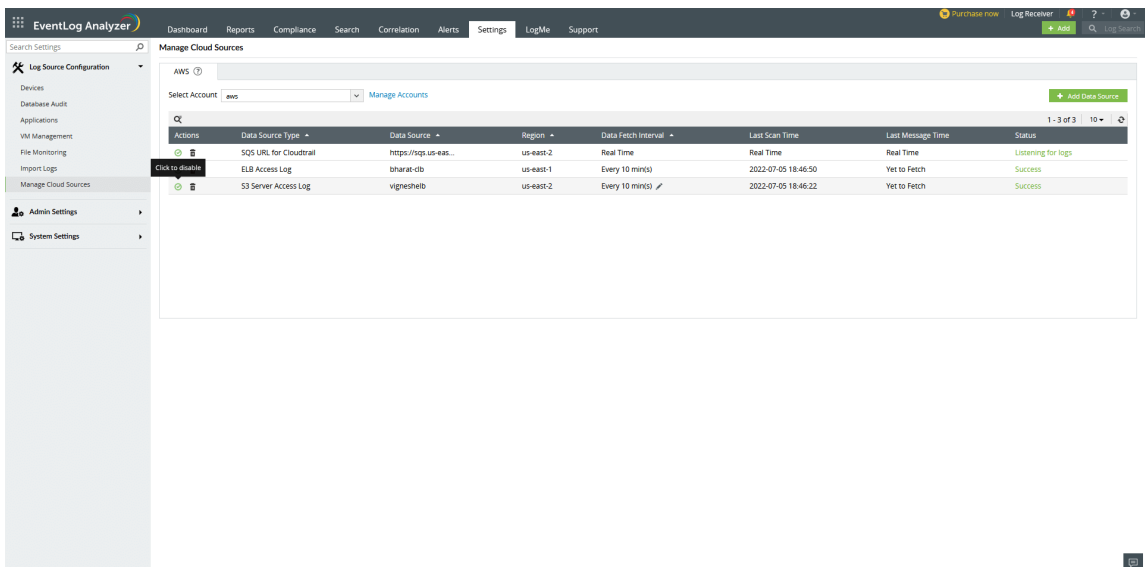 Purchase now Log Receiver ?
EventLog Analyzer
Dashboard Reports Compliance Search Correlation Alerts Settings LogMe Support
+ Add Log Search
Search Settings
Manage Cloud Sources
Log Source Configuration
AWS ?
Devices
Select Account aws Manage Accounts
+ Add Data Source
Database Audit
Applications
1 - 3 of 3 10
VM Management
Actions Data Source Type Data Source Region Data Fetch Interval Last Scan Time Last Message Time Status
File Monitoring
SQS URL for Cloudtrail https://sqs.us-eas... us-east-2 Real Time Real Time Real Time Listening for logs
Import Logs
Click to disable
ELB Access Log bharat-clb us-east-1 Every 10 min(s) 2022-07-05 18:46:50 Yet to Fetch Success
Manage Cloud Sources
S3 Server Access Log vigneshelb us-east-2 Every 10 min(s) 2022-07-05 18:46:22 Yet to Fetch Success
Admin Settings
System Settings